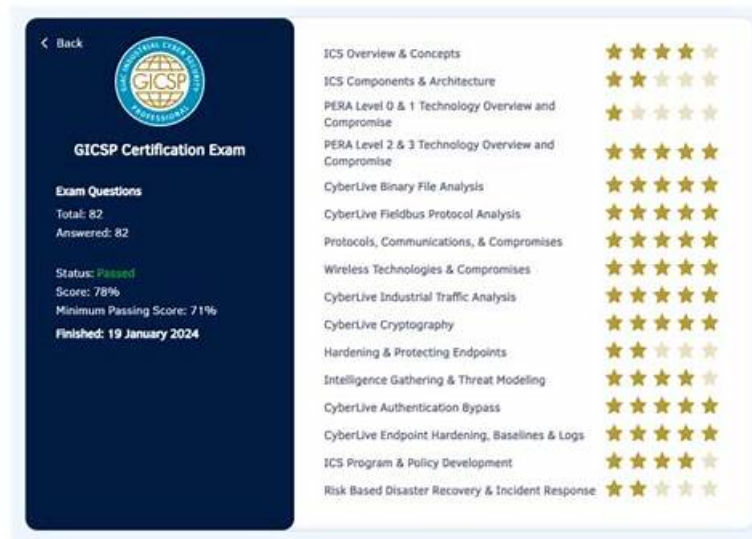 Back
GIAC INDUSTRIAL CYBER SECURITY
GICSP
PROFESSIONAL
GICSP Certification Exam
Exam Questions
Total: 82
Answered: 82
Status: Passed
Score: 78%
Minimum Passing Score: 71%
Finished: 19 January 2024
ICS Overview & Concepts
ICS Components & Architecture
PERA Level 0 & 1 Technology Overview and
Compromise
PERA Level 2 & 3 Technology Overview and
Compromise
CyberLive Binary File Analysis
CyberLive Fieldbus Protocol Analysis
Protocols, Communications, & Compromises
Wireless Technologies & Compromises
CyberLive Industrial Traffic Analysis
CyberLive Cryptography
Hardening & Protecting Endpoints
Intelligence Gathering & Threat Modeling
CyberLive Authentication Bypass
CyberLive Endpoint Hardening, Baselines & Logs
ICS Program & Policy Development
Risk Based Disaster Recovery & Incident Response